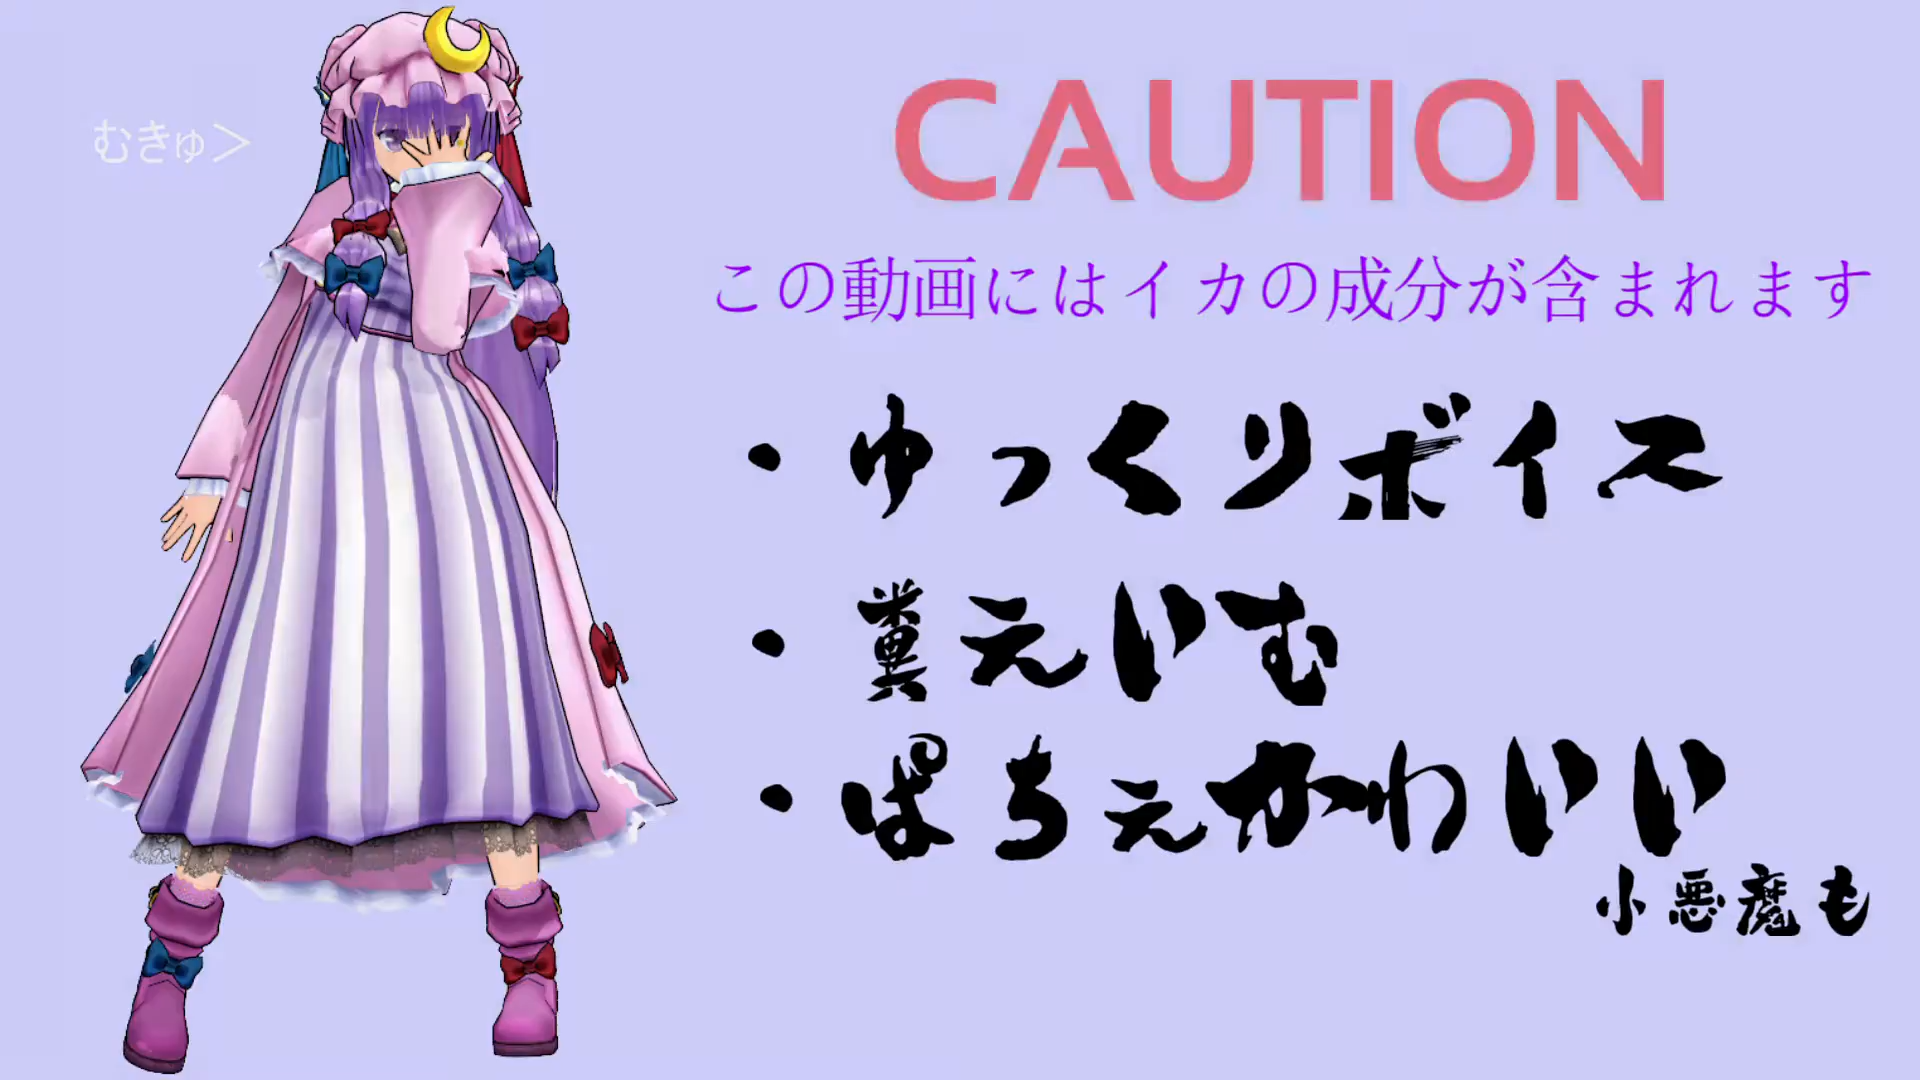 むきゅ＞
CAUTION
この動画にはイカの成分が含まれます
・ゆっくりボイス
・糞えいむ
・ぱちぇかわいい
小悪魔も